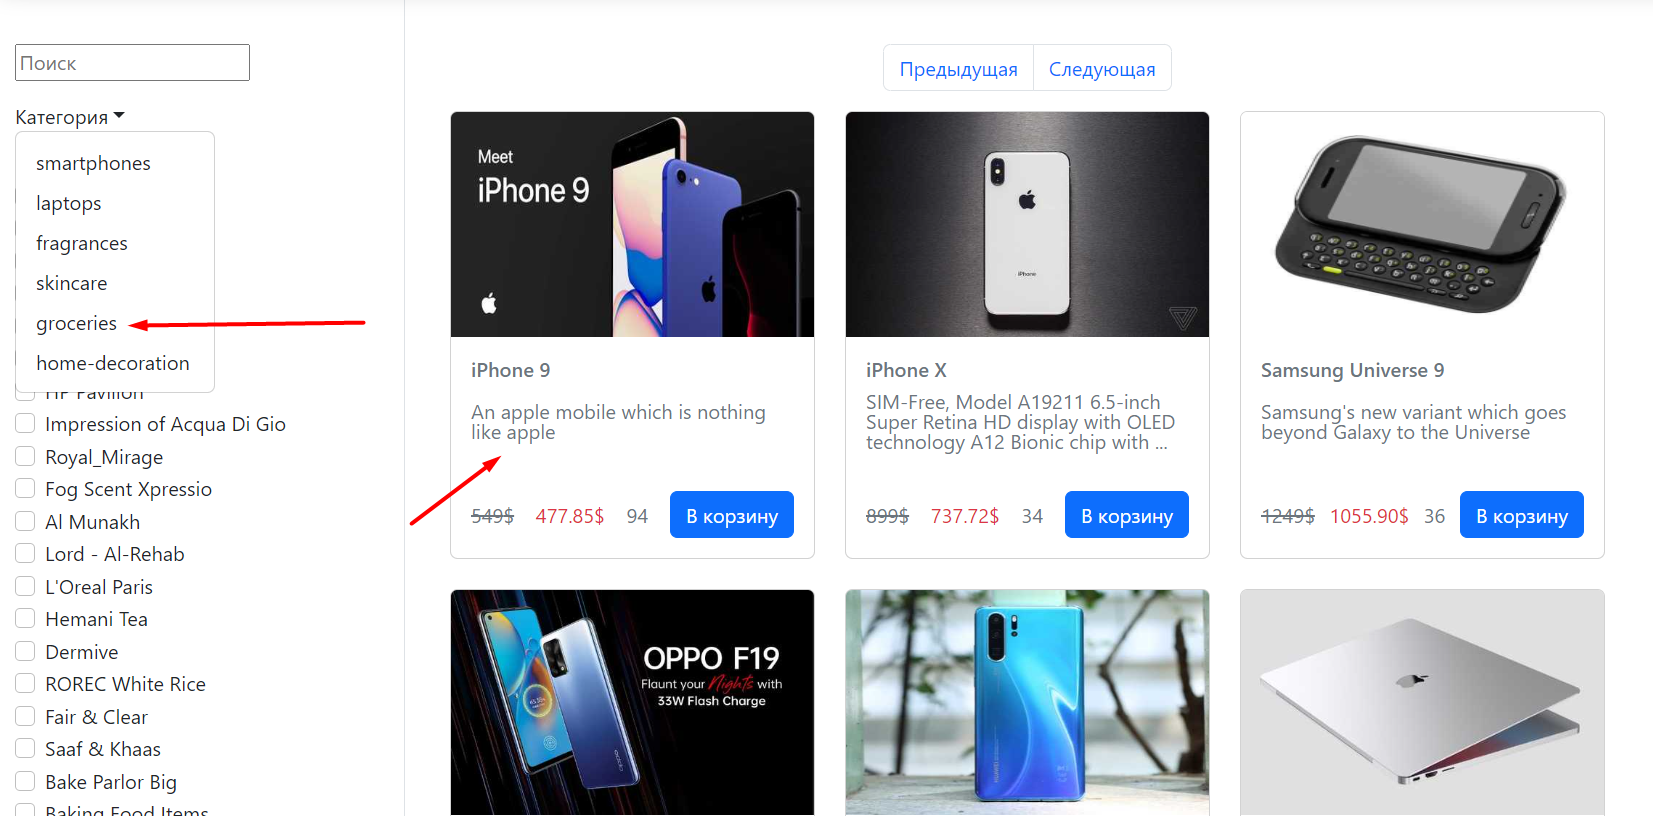 Поиск
Категория
smartphones
laptops
fragrances
skincare
groceries
home-decoration
HP Pavilion
Impression of Acqua Di Gio
Royal_Mirage
Fog Scent Xpressio
Al Munakh
Lord - Al-Rehab
L'Oreal Paris
Hemani Tea
Dermive
ROREC White Rice
Fair & Clear
Saaf & Khaas
Bake Parlor Big
Baking Food Items
Предыдущая Следующая
Meet
iPhone 9
iPhone 9
An apple mobile which is nothing
like apple
549$ 477.85$ 94 В корзину
iPhone
iPhone X
SIM-Free, Model A19211 6.5-inch
Super Retina HD display with OLED
technology A12 Bionic chip with ...
899$ 737.72$ 34 В корзину
Samsung Universe 9
Samsung's new variant which goes
beyond Galaxy to the Universe
1249$ 1055.90$ 36 В корзину
OPPO F19
Flaunt your Nights with
33W Flash Charge